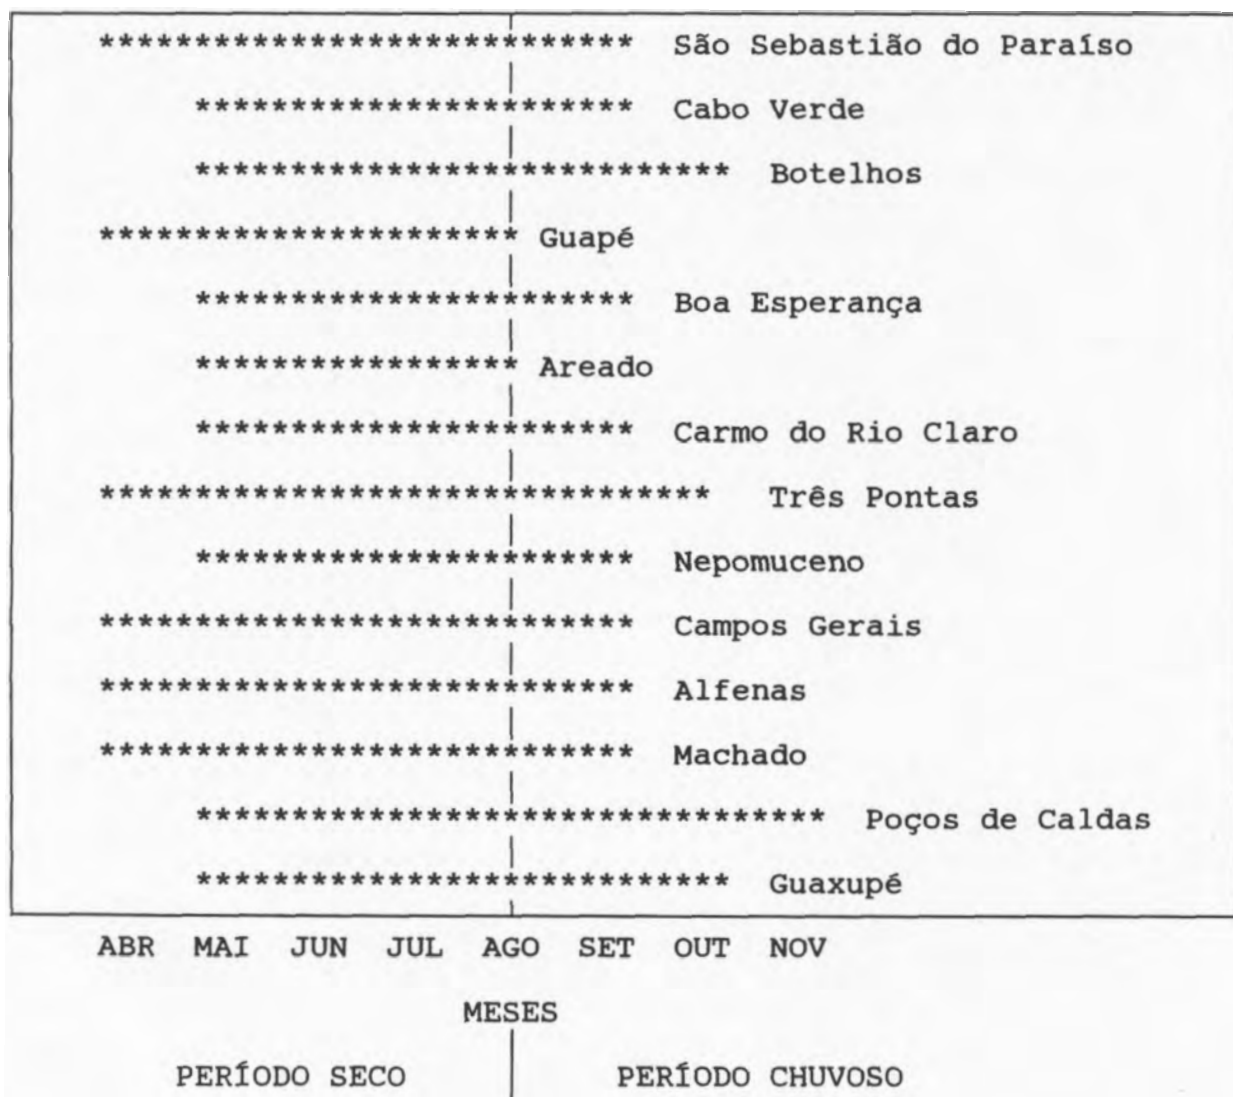 **************************** São Sebastião do Paraíso
*********************** Cabo Verde
**************************** Botelhos
********************** Guapé
*********************** Boa Esperança
***************** Areado
*********************** Carmo do Rio Claro
******************************** Três Pontas
*********************** Nepomuceno
**************************** Campos Gerais
**************************** Alfenas
**************************** Machado
********************************* Poços de Caldas
**************************** Guaxupé
ABR MAI JUN JUL AGO SET OUT NOV
MESES
PERÍODO SECO PERÍODO CHUVOSO